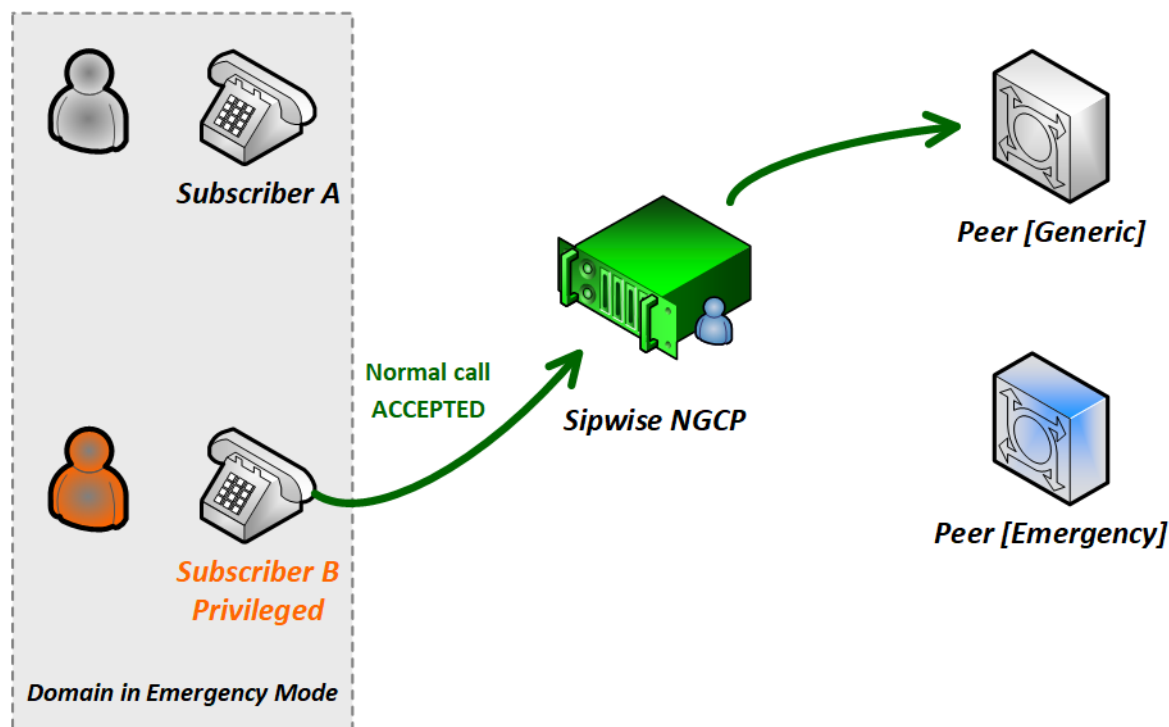 Subscriber A
Peer [Generic]
Normal call
ACCEPTED
Sipwise NGCP
Peer [Emergency]
Subscriber B
Privileged
Domain in Emergency Mode